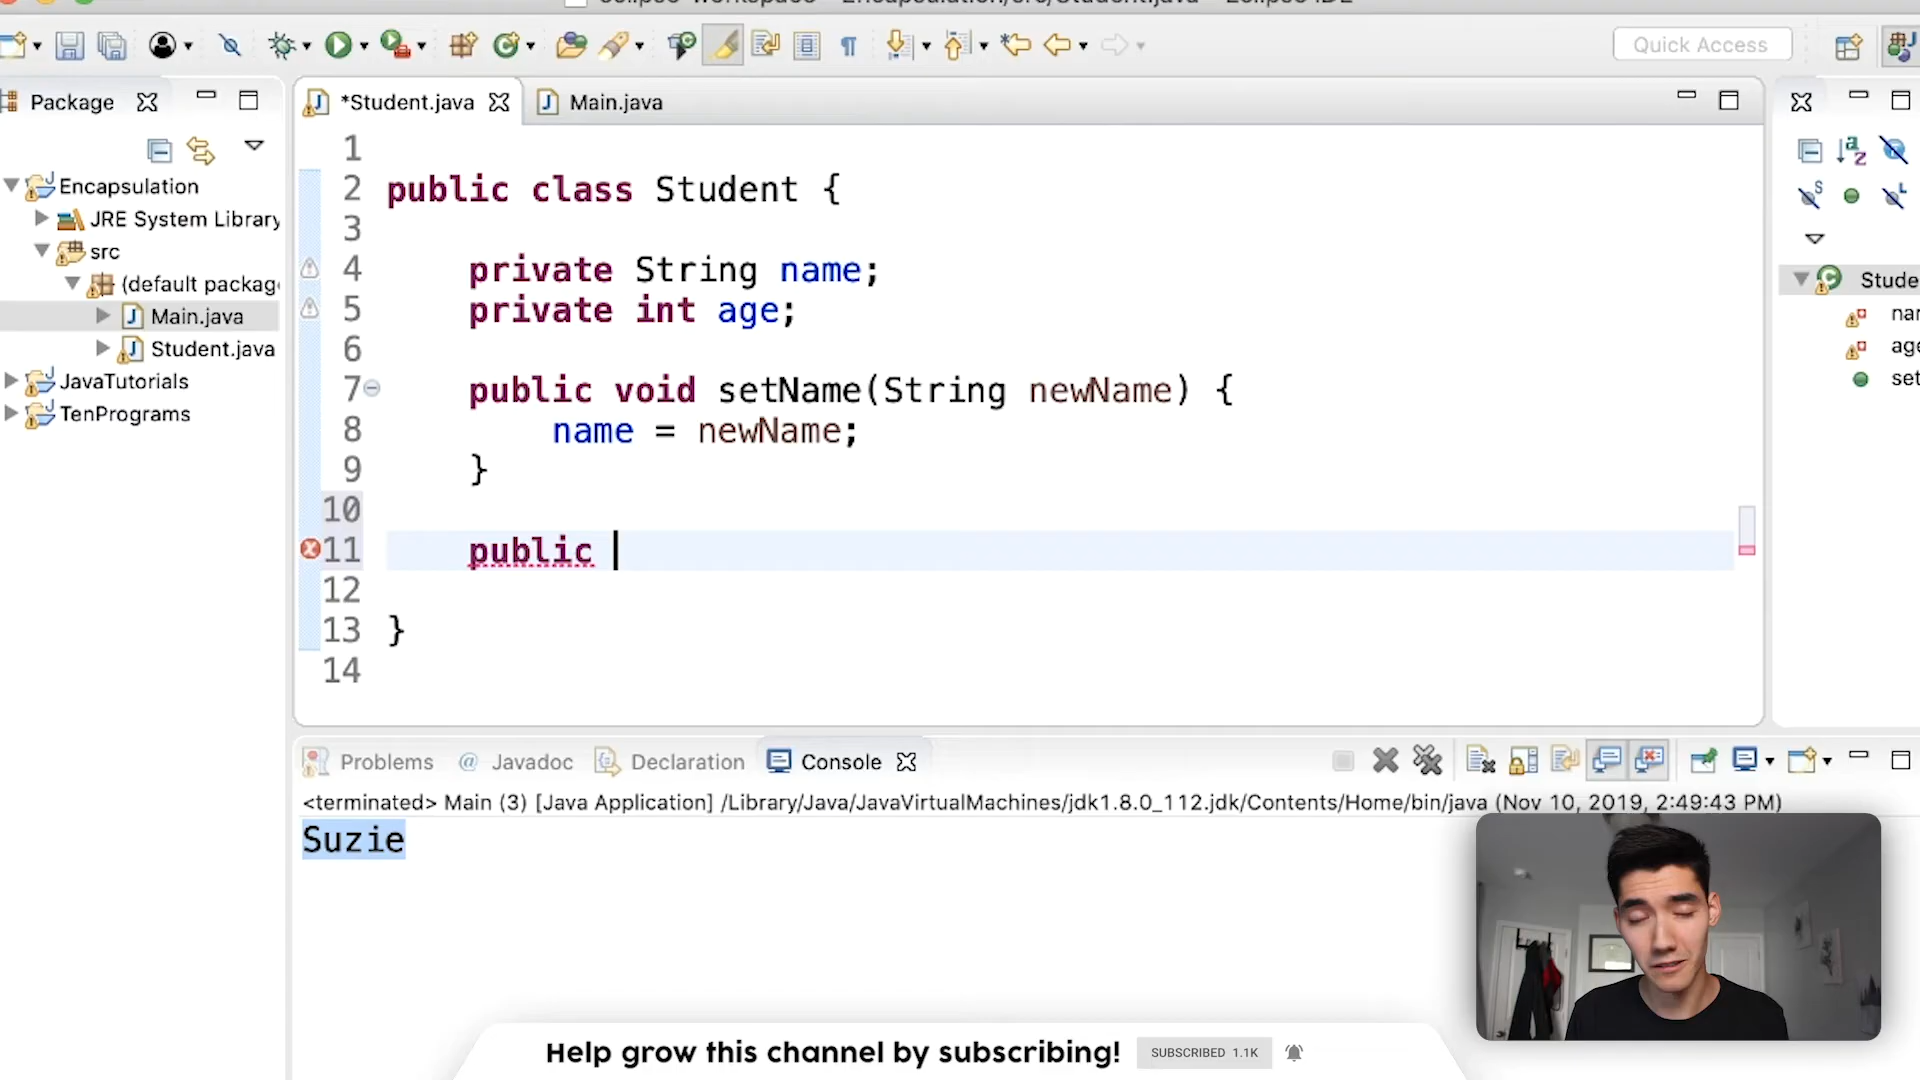 Quick Access
Package
*Student.java
Main.java
Encapsulation
JRE System Library
src
(default packag
Main.java
Student.java
JavaTutorials
TenPrograms
1
2 public class Student {
3
4 private String name;
5 private int age;
6
7 public void setName(String newName) {
8 name = newName;
9 }
10
11 public
12
13 }
14
Stude
nar
age
set
Problems @ Javadoc Declaration Console
<terminated> Main (3) [Java Application] /Library/Java/JavaVirtualMachines/jdk1.8.0_112.jdk/Contents/Home/bin/java (Nov 10, 2019, 2:49:43 PM)
Suzie
Help grow this channel by subscribing!
SUBSCRIBED 1.1K